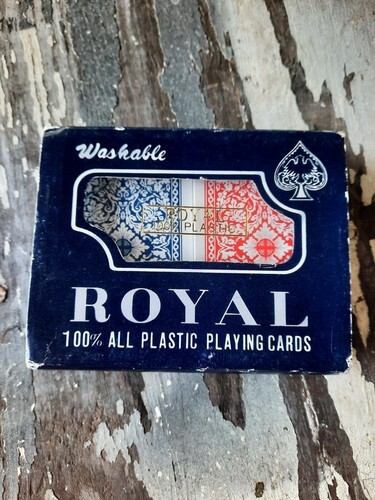 Washable
ROYAL
100% PLASTIC
ROYAL
100% ALL PLASTIC PLAYING CARDS